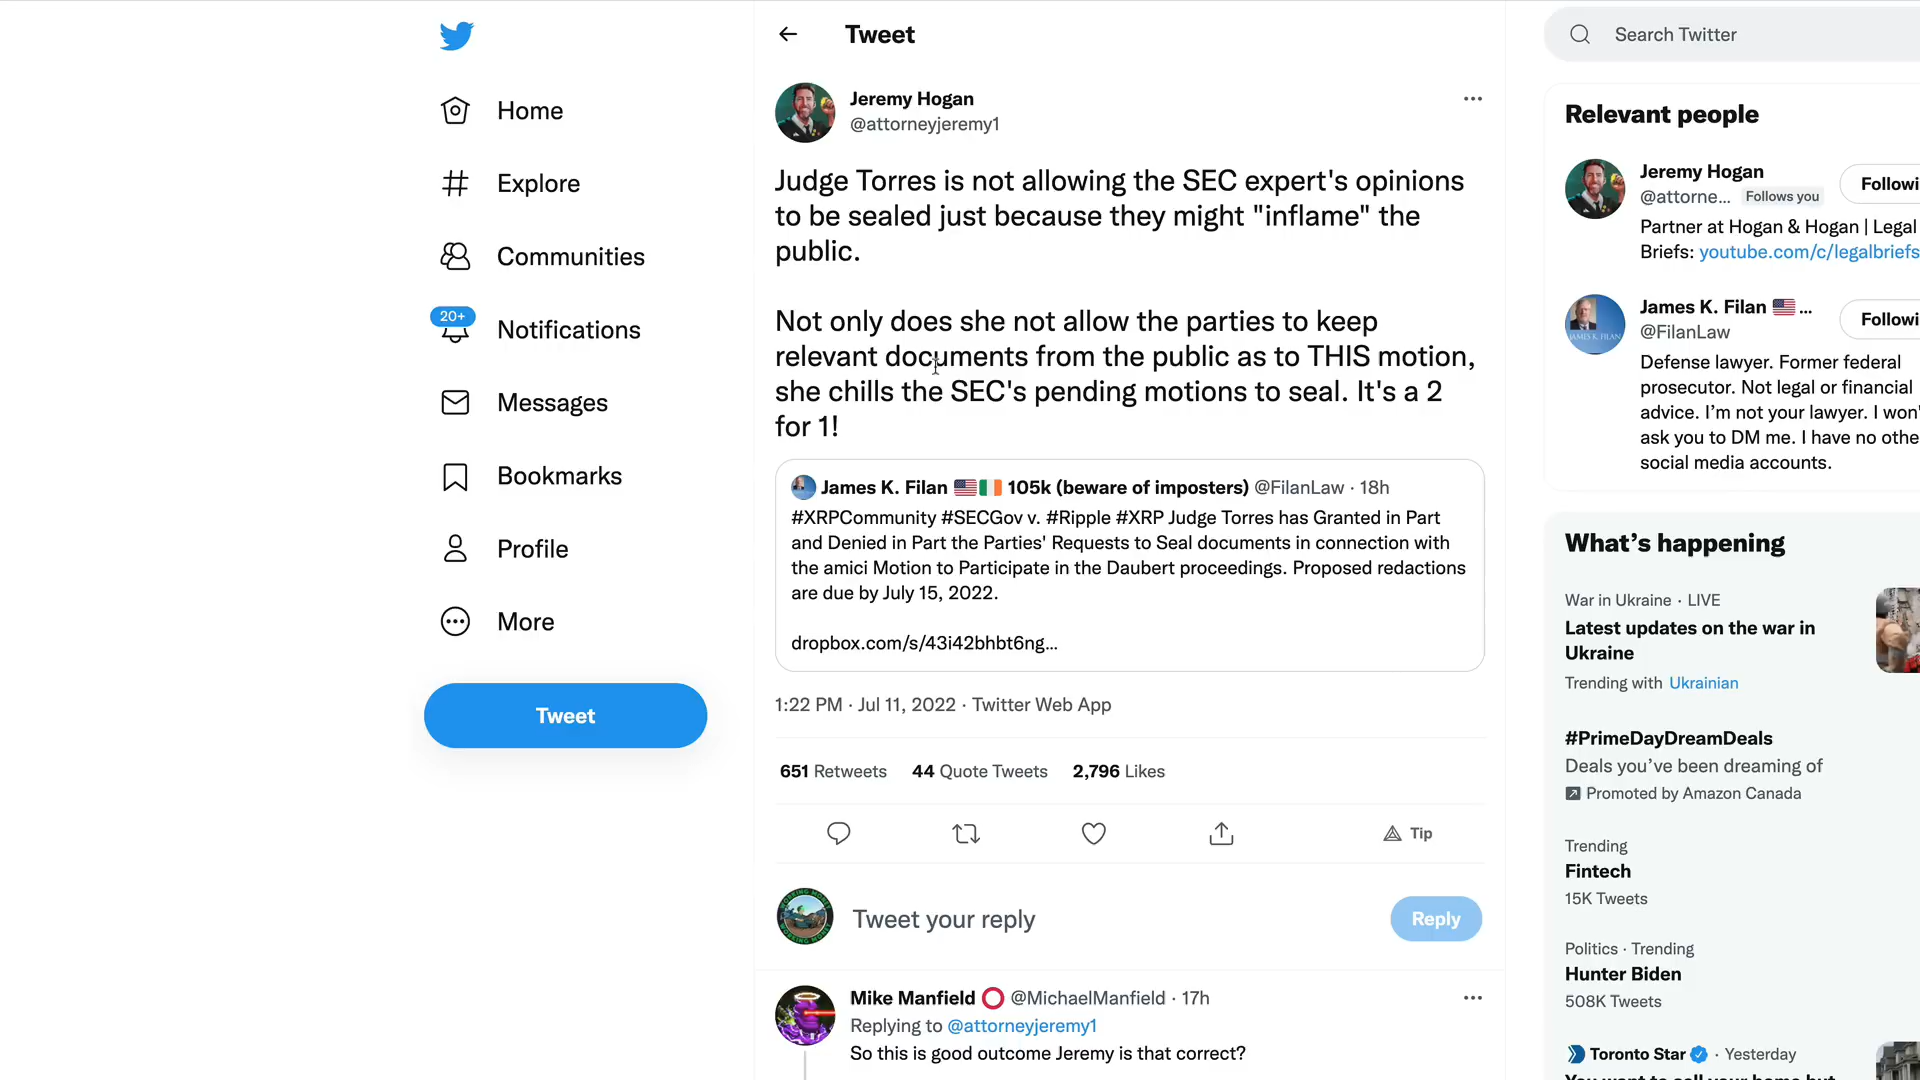 Home
Explore
Communities
20+
Notifications
Messages
Bookmarks
Profile
More
Tweet
Tweet
Jeremy Hogan
@attorneyjeremy1
Judge Torres is not allowing the SEC expert's opinions
to be sealed just because they might "inflame" the
public.
Not only does she not allow the parties to keep
relevant documents from the public as to THIS motion,
she chills the SEC's pending motions to seal. It's a 2
for 1!
James K. Filan 🇺🇸🇮🇪 105k (beware of imposters) @FilanLaw · 18h
#XRPCommunity #SECGov v. #Ripple #XRP Judge Torres has Granted in Part
and Denied in Part the Parties' Requests to Seal documents in connection with
the amici Motion to Participate in the Daubert proceedings. Proposed redactions
are due by July 15, 2022.
dropbox.com/s/43i42bhbt6ng...
1:22 PM · Jul 11, 2022 · Twitter Web App
651 Retweets 44 Quote Tweets 2,796 Likes
Tip
Tweet your reply
Reply
Mike Manfield ⭕ @MichaelManfield · 17h
Replying to @attorneyjeremy1
So this is good outcome Jeremy is that correct?
Search Twitter
Relevant people
Jeremy Hogan
@attorne... Follows you
Followi
Partner at Hogan & Hogan | Legal
Briefs: youtube.com/c/legalbriefs
James K. Filan 🇺🇸 ...
@FilanLaw
Followi
Defense lawyer. Former federal
prosecutor. Not legal or financial
advice. I'm not your lawyer. I won'
ask you to DM me. I have no othe
social media accounts.
What's happening
War in Ukraine · LIVE
Latest updates on the war in
Ukraine
Trending with Ukrainian
#PrimeDayDreamDeals
Deals you've been dreaming of
Promoted by Amazon Canada
Trending
Fintech
15K Tweets
Politics · Trending
Hunter Biden
508K Tweets
Toronto Star · Yesterday